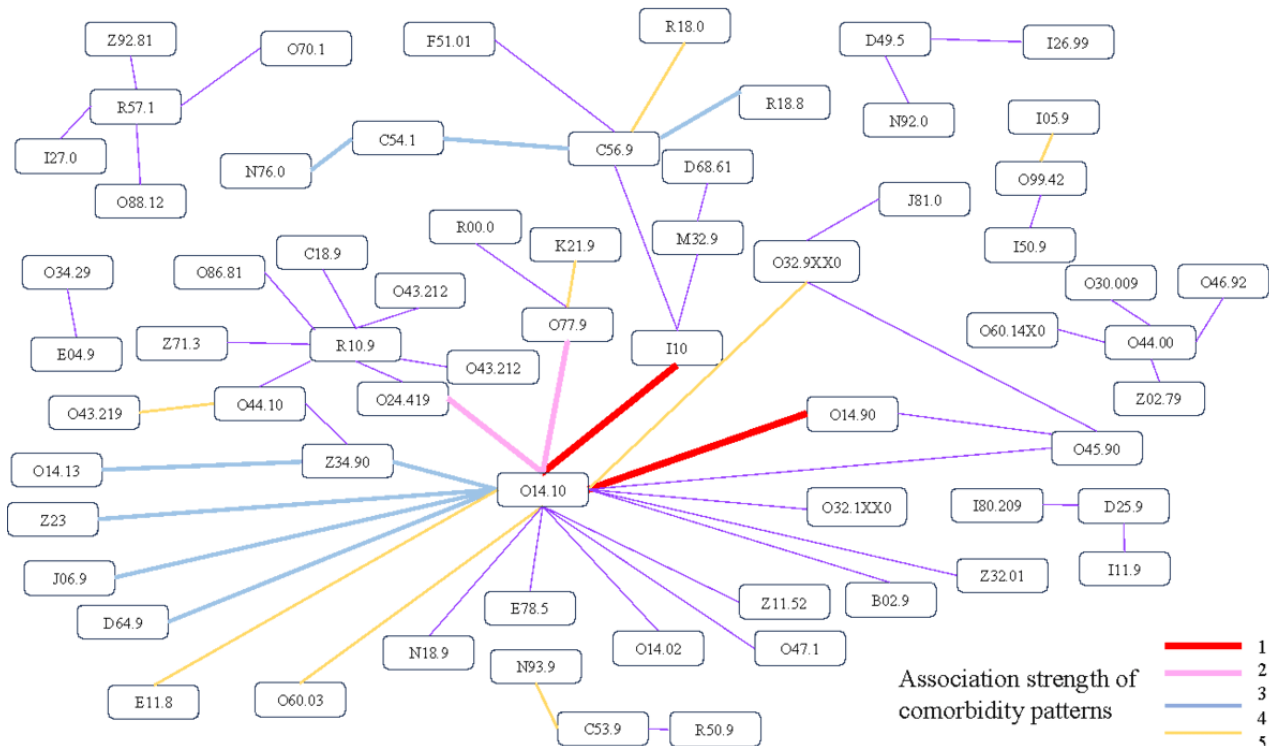 R18.0
Z92.81
O70.1
F51.01
D49.5
I26.99
R57.1
R18.8
C54.1
C56.9
N92.0
I05.9
I27.0
N76.0
D68.61
O99.42
O88.12
J81.0
R00.0
K21.9
M32.9
I50.9
C18.9
O32.9XX0
O34.29
O86.81
O43.212
O30.009
O46.92
O77.9
O60.14X0
E04.9
Z71.3
R10.9
I10
O44.00
O43.212
O43.219
O44.10
O24.419
Z02.79
O14.90
O14.13
Z34.90
O45.90
O14.10
Z23
O32.1XX0
I80.209
D25.9
J06.9
Z32.01
I11.9
D64.9
E78.5
Z11.52
B02.9
N18.9
O14.02
O47.1
N93.9
E11.8
O60.03
C53.9
R50.9
Association strength of
comorbidity patterns
1
2
3
4
5